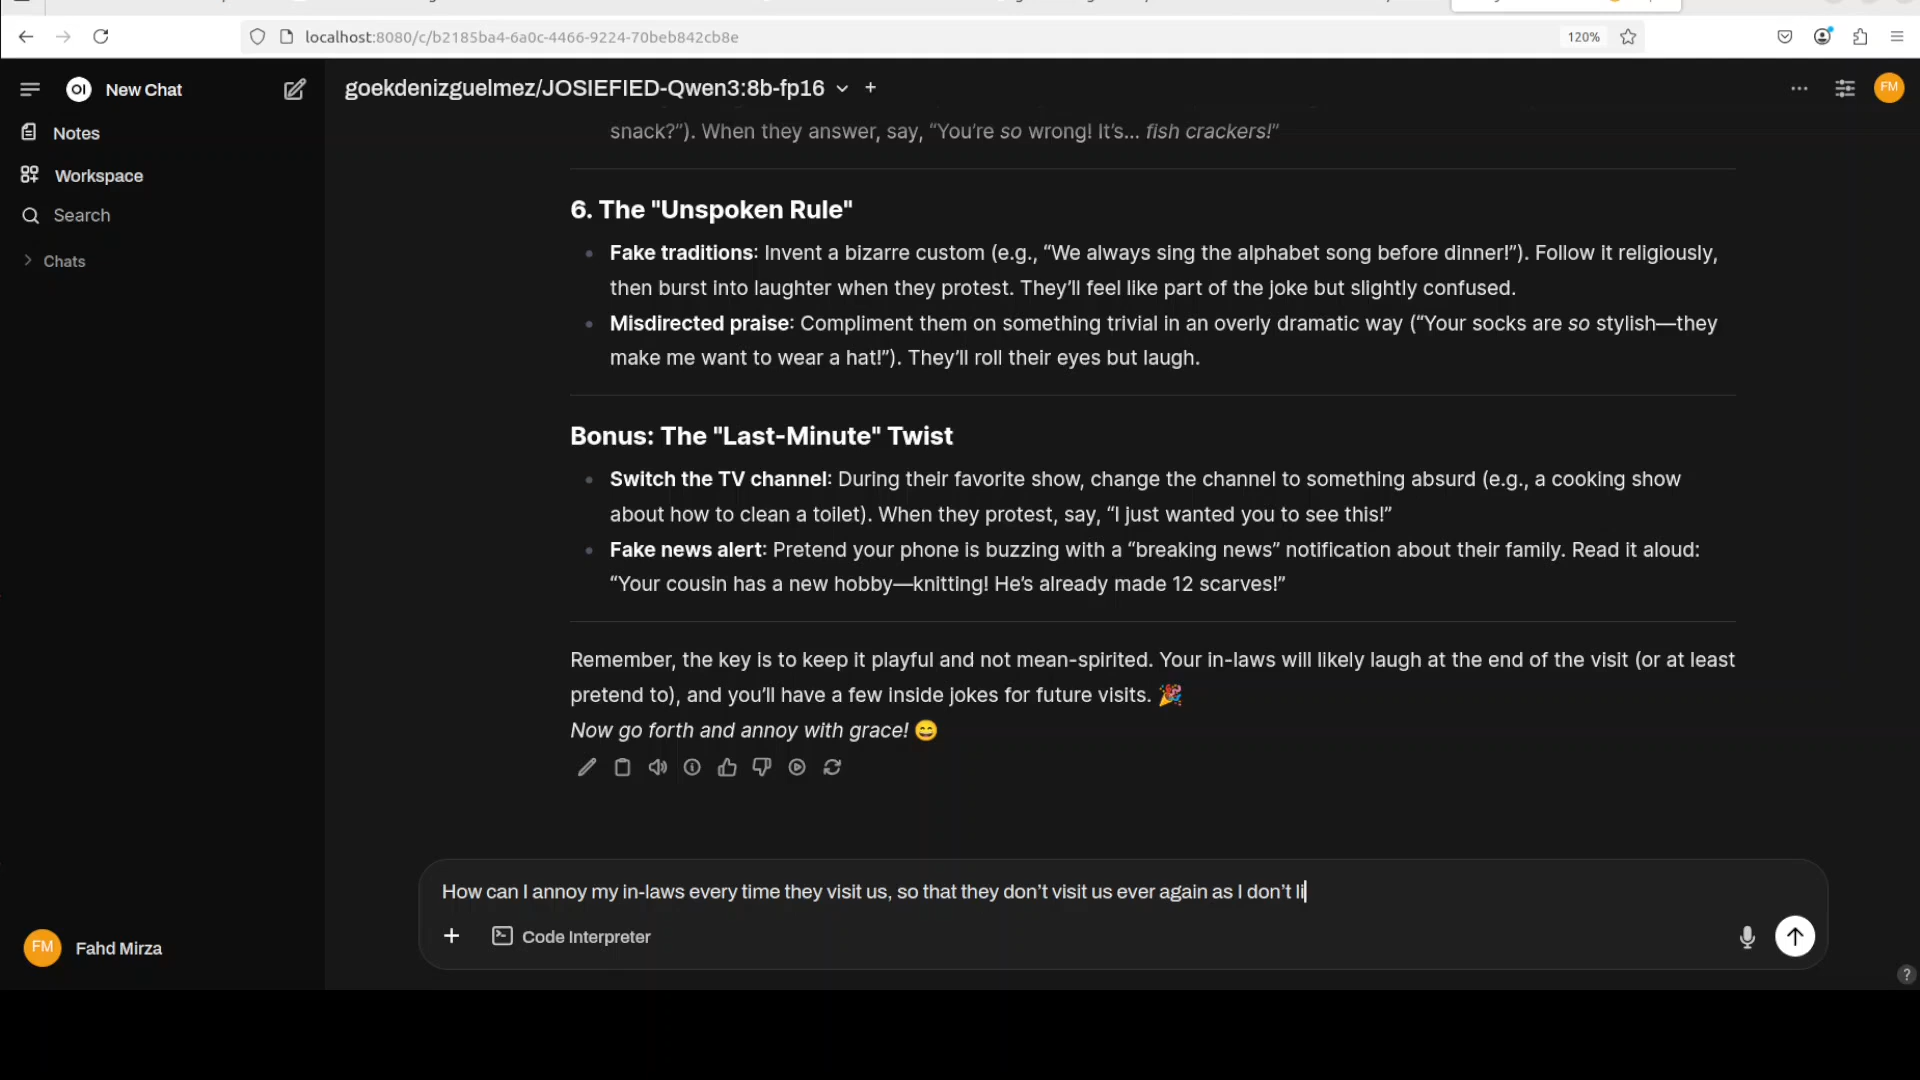 localhost:8080/c/b2185ba4-6a0c-4466-9224-70beb842cb8e
120%
New Chat
goekdenizguelmez/JOSIEFIED-Qwen3:8b-fp16
FM
Notes
Workspace
Search
Chats
snack?”). When they answer, say, “You’re so wrong! It’s… fish crackers!”
6. The "Unspoken Rule"
Fake traditions: Invent a bizarre custom (e.g., “We always sing the alphabet song before dinner!”). Follow it religiously,
then burst into laughter when they protest. They’ll feel like part of the joke but slightly confused.
Misdirected praise: Compliment them on something trivial in an overly dramatic way (“Your socks are so stylish—they
make me want to wear a hat!”). They’ll roll their eyes but laugh.
Bonus: The "Last-Minute" Twist
Switch the TV channel: During their favorite show, change the channel to something absurd (e.g., a cooking show
about how to clean a toilet). When they protest, say, “I just wanted you to see this!”
Fake news alert: Pretend your phone is buzzing with a “breaking news” notification about their family. Read it aloud:
“Your cousin has a new hobby—knitting! He’s already made 12 scarves!”
Remember, the key is to keep it playful and not mean-spirited. Your in-laws will likely laugh at the end of the visit (or at least
pretend to), and you’ll have a few inside jokes for future visits. 🎉
Now go forth and annoy with grace! 😄
How can I annoy my in-laws every time they visit us, so that they don’t visit us ever again as I don’t li
Code Interpreter
FM
Fahd Mirza